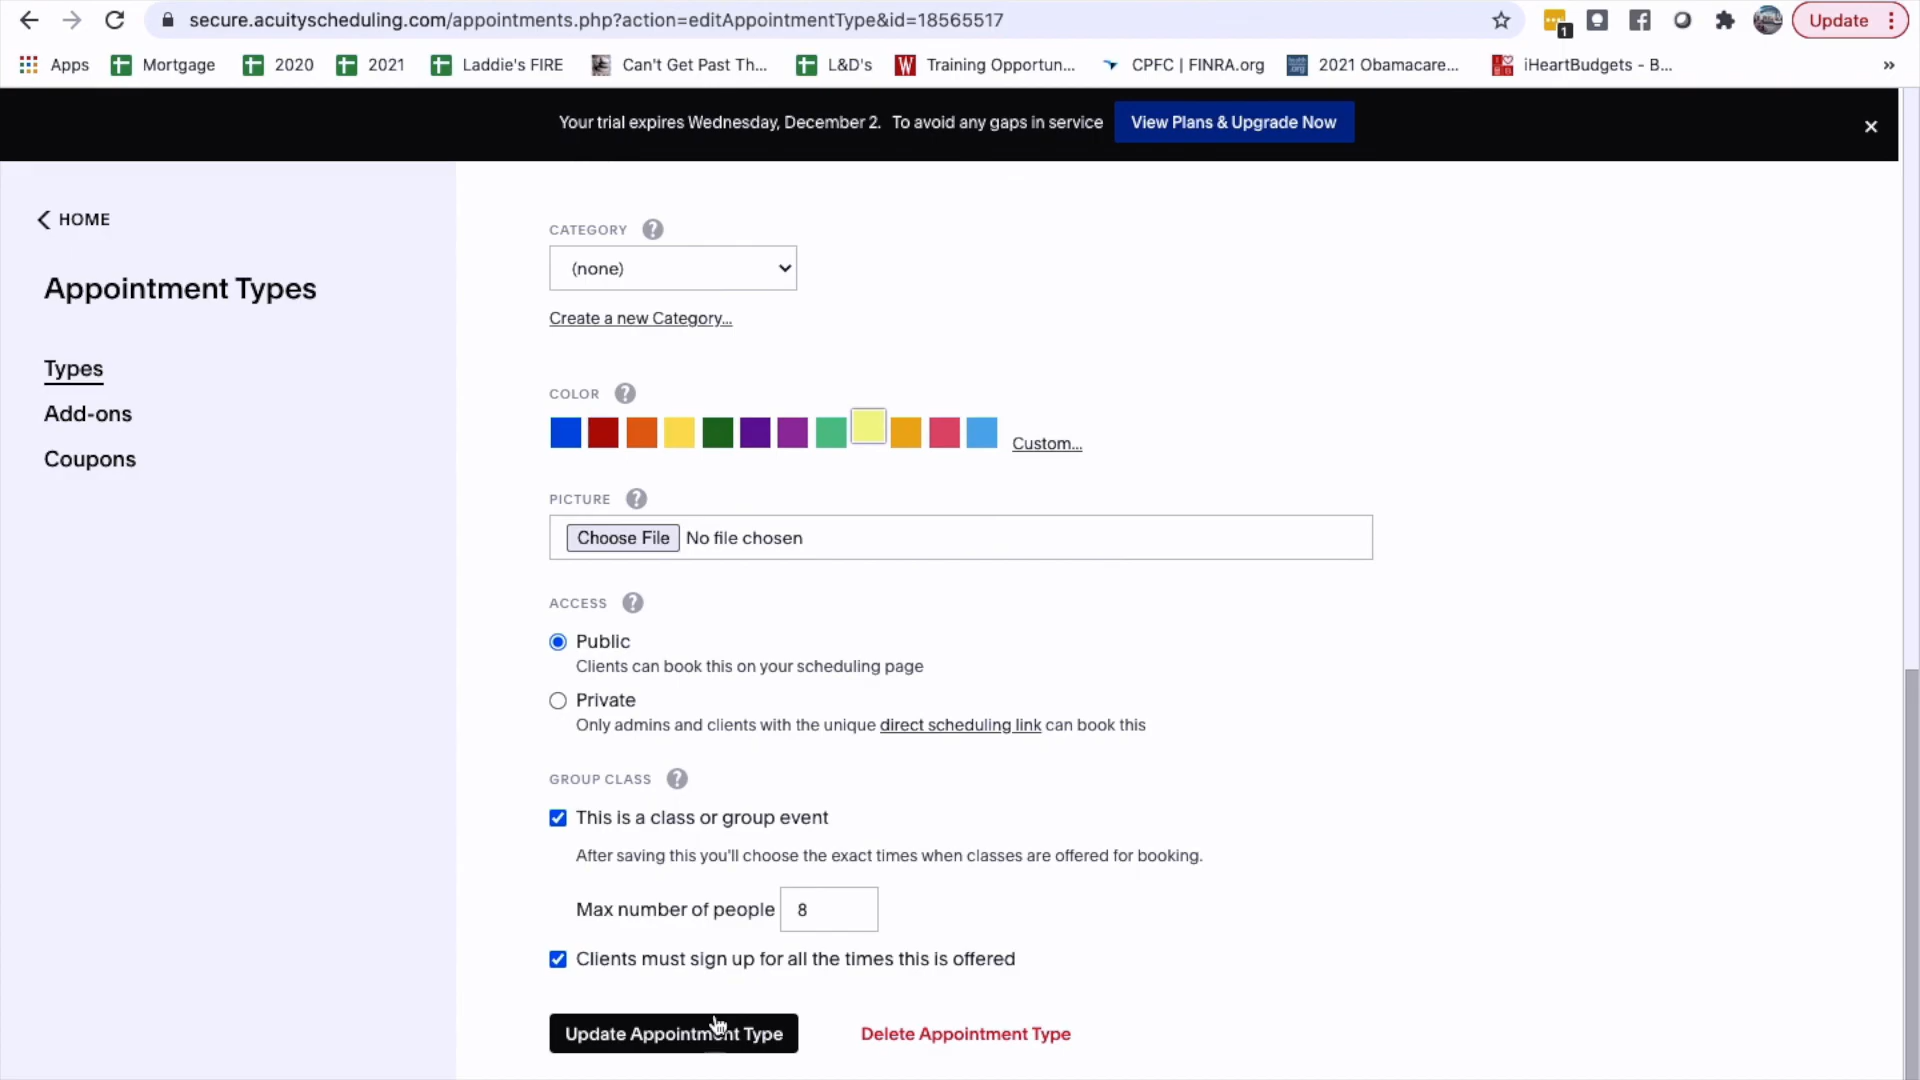 secure.acuityscheduling.com/appointments.php?action=editAppointmentType&id=18565517
1
Update
Apps
Mortgage
2020
2021
Laddie's FIRE
Can't Get Past Th...
L&D's
W
Training Opportun...
CPFC | FINRA.org
2021 Obamacare...
iHeartBudgets - B...
»
Your trial expires Wednesday, December 2. To avoid any gaps in service
View Plans & Upgrade Now
×
HOME
Appointment Types
Types
Add-ons
Coupons
CATEGORY ?
(none)
Create a new Category...
COLOR ?
Custom...
PICTURE ?
Choose File No file chosen
ACCESS ?
Public
Clients can book this on your scheduling page
Private
Only admins and clients with the unique direct scheduling link can book this
GROUP CLASS ?
This is a class or group event
After saving this you'll choose the exact times when classes are offered for booking.
Max number of people 8
Clients must sign up for all the times this is offered
Update Appointment Type
Delete Appointment Type